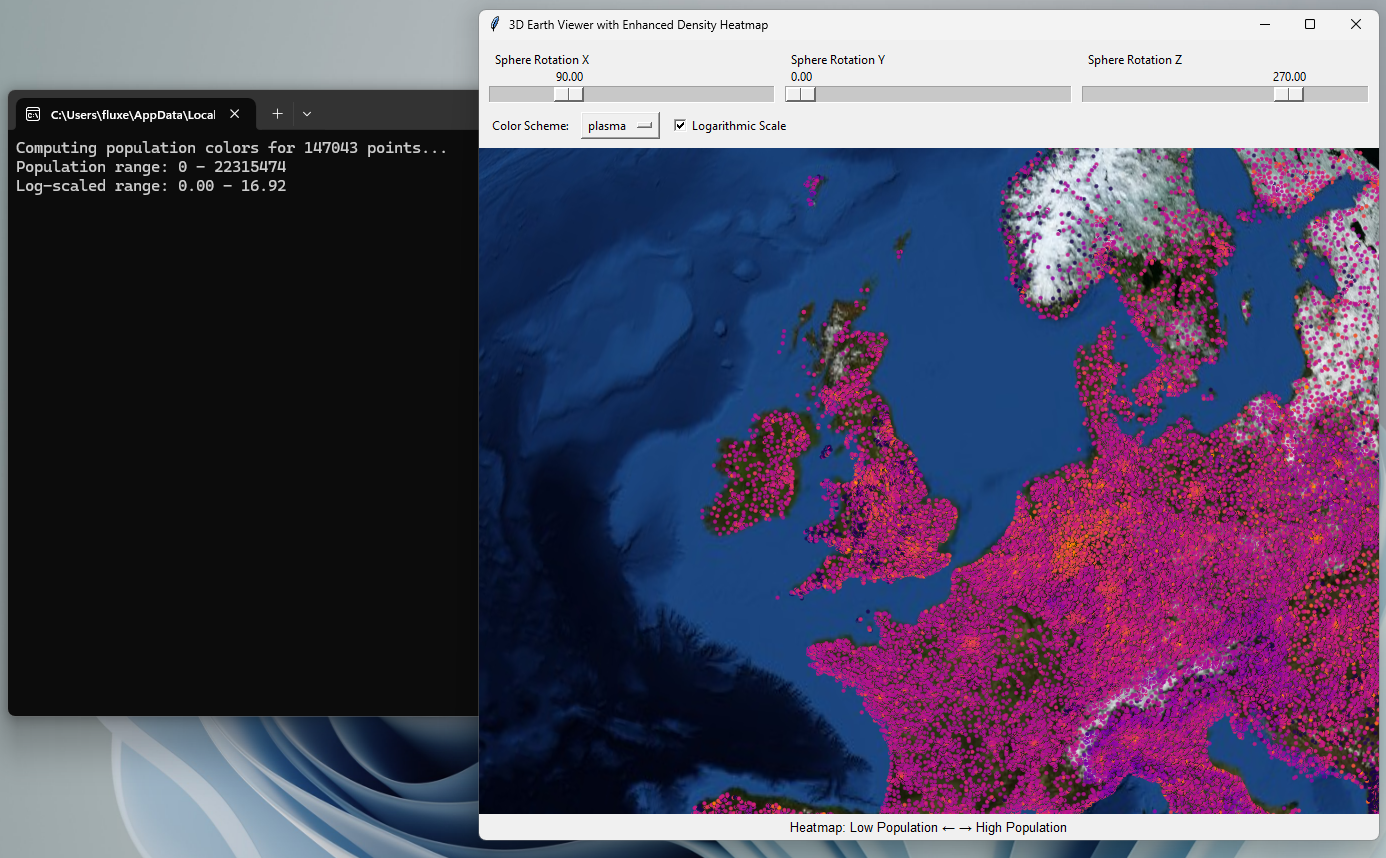 3D Earth Viewer with Enhanced Density Heatmap
Sphere Rotation X
Sphere Rotation Y
Sphere Rotation Z
90.00
0.00
270.00
Color Scheme:
plasma
Logarithmic Scale
C:\Users\fluxe\AppData\Local
Computing population colors for 147043 points...
Population range: 0 - 22315474
Log-scaled range: 0.00 - 16.92
Heatmap: Low Population ← → High Population